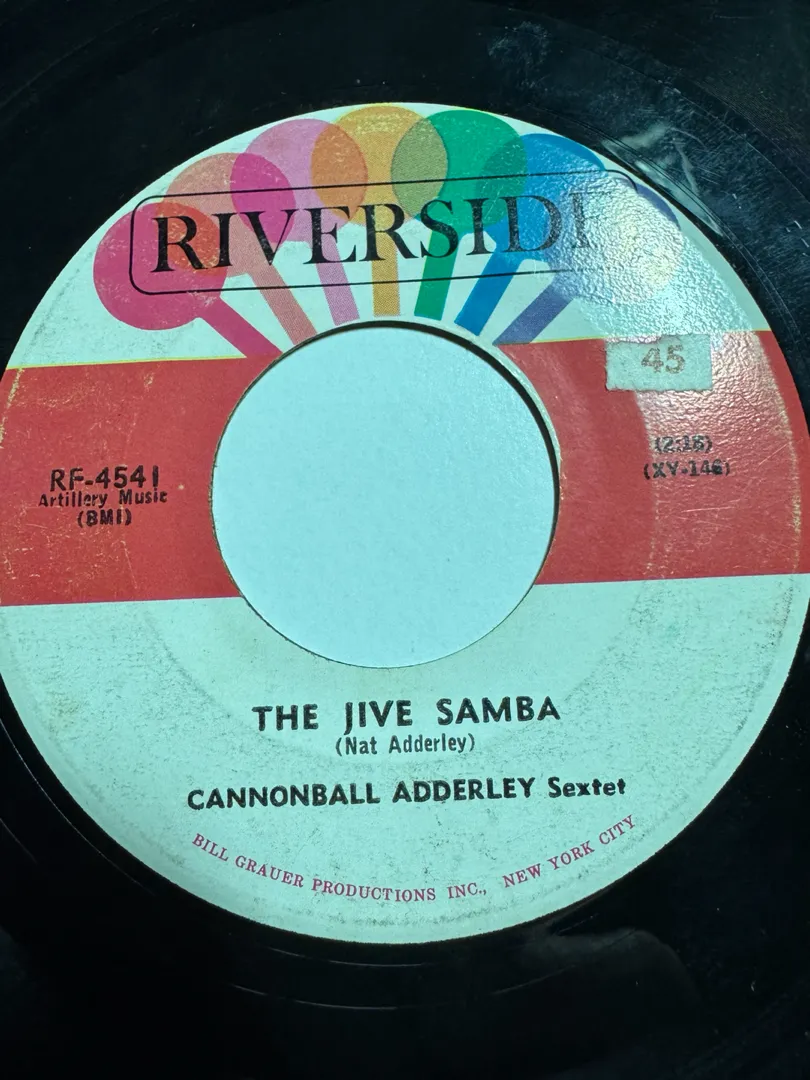 RIVERSIDE
45
RF-4541
Artillery Music
(BMI)
(2:18)
(XY-146)
THE JIVE SAMBA
(Nat Adderley)
CANNONBALL ADDERLEY Sextet
BILL GRAUER PRODUCTIONS INC., NEW YORK CITY